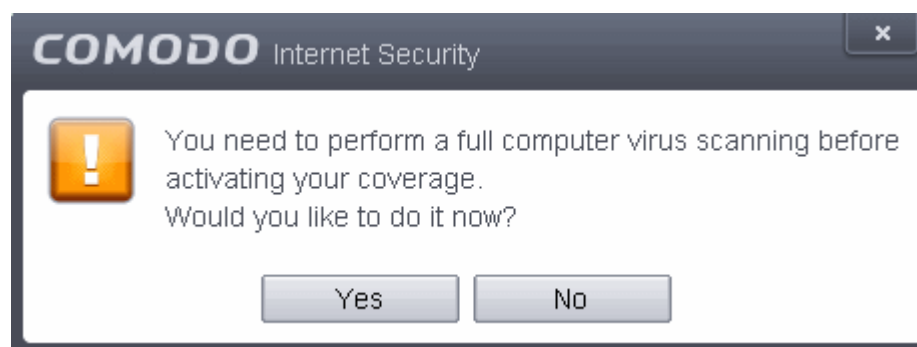 COMODO Internet Security
You need to perform a full computer virus scanning before
activating your coverage.
Would you like to do it now?
Yes No